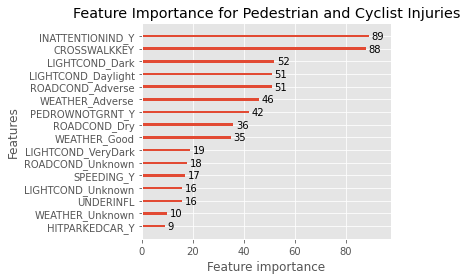 Feature Importance for Pedestrian and Cyclist Injuries
INATTENTIONIND_Y 89
CROSSWALKKEY 88
LIGHTCOND_Dark 52
LIGHTCOND_Daylight 51
ROADCOND_Adverse 51
WEATHER_Adverse 46
PEDROWNOTGRNT_Y 42
ROADCOND_Dry 36
WEATHER_Good 35
LIGHTCOND_VeryDark 19
ROADCOND_Unknown 18
SPEEDING_Y 17
LIGHTCOND_Unknown 16
UNDERINFL 16
WEATHER_Unknown 10
HITPARKEDCAR_Y 9
Features
0 20 40 60 80
Feature importance